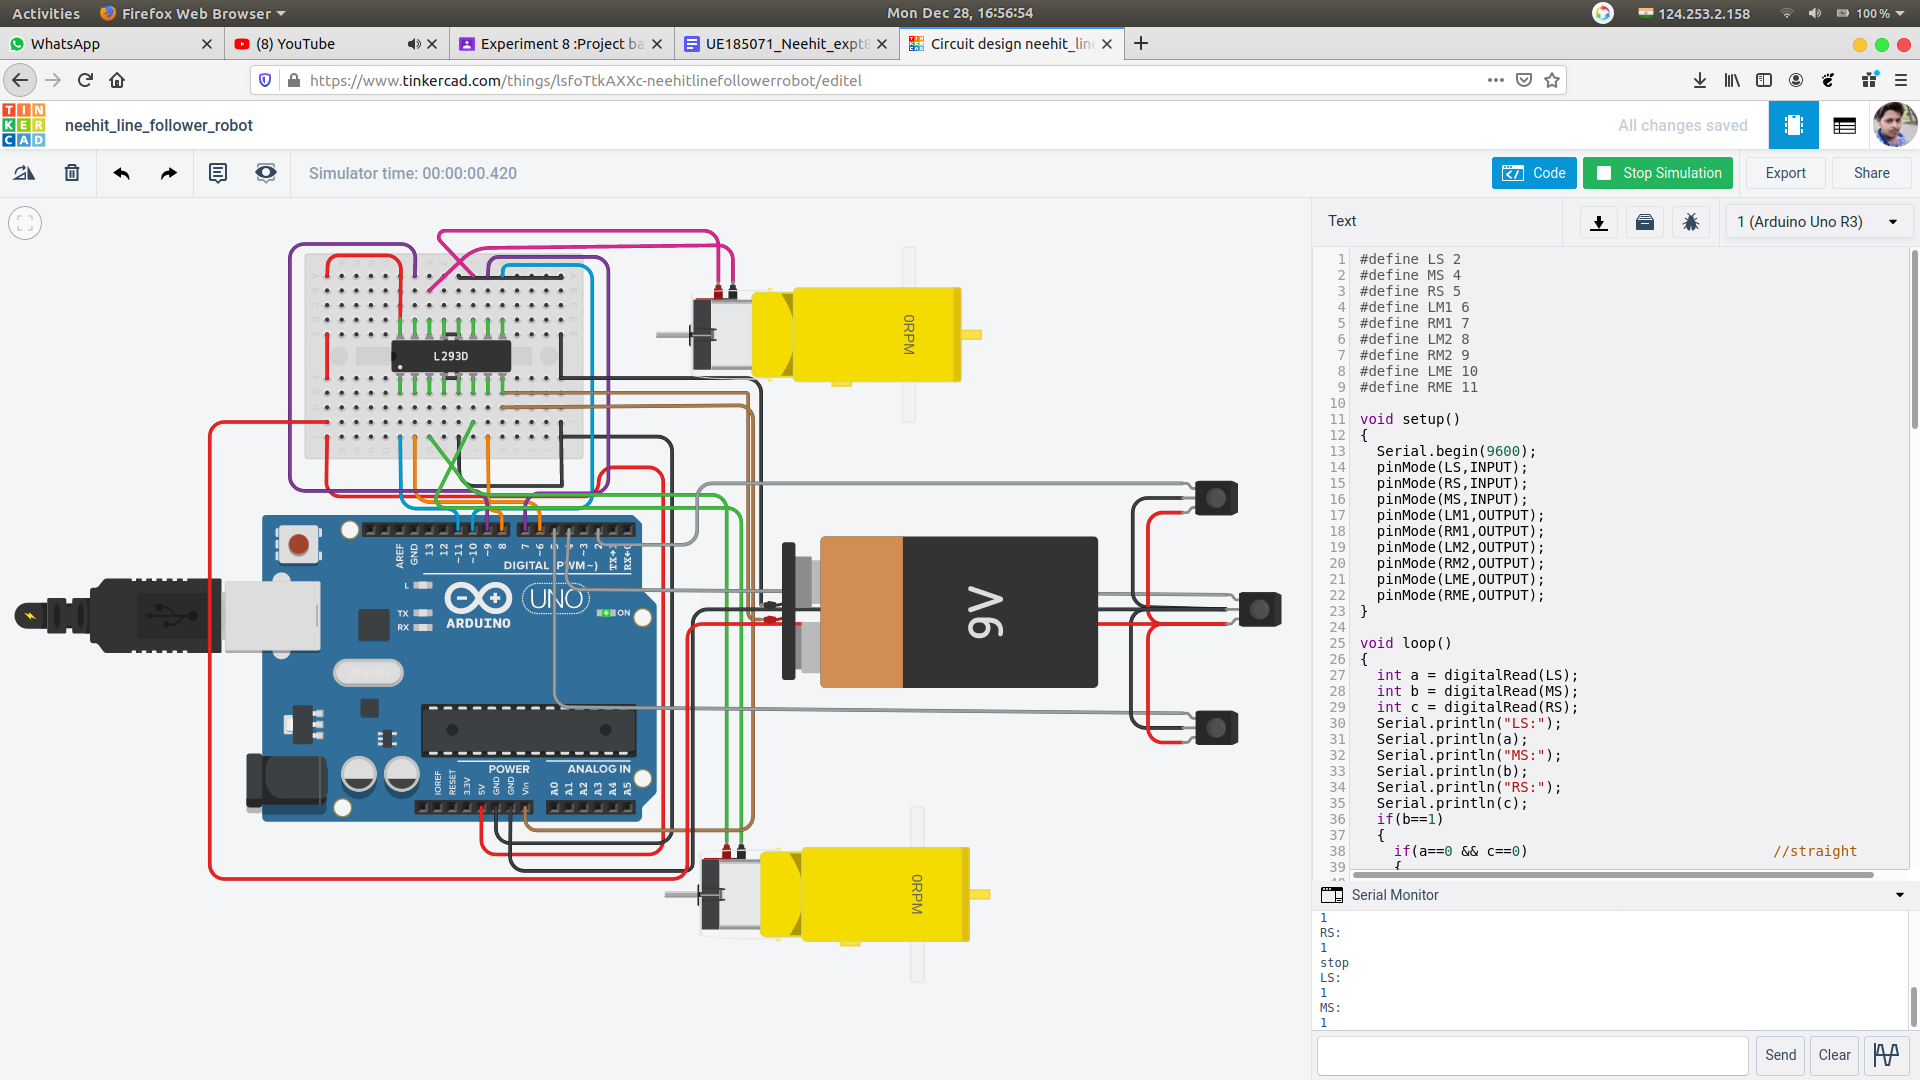 Activities
Firefox Web Browser
Mon Dec 28, 16:56:54
124.253.2.158
100 %
WhatsApp
(8) YouTube
Experiment 8 :Project ba
UE185071_Neehit_expt8
Circuit design neehit_line
https://www.tinkercad.com/things/lsfoTtkAXXc-neehitlinefollowerrobot/editel
TIN
KER
CAD
neehit_line_follower_robot
All changes saved
Simulator time: 00:00:00.420
Code
Stop Simulation
Export
Share
Text
1 (Arduino Uno R3)
1 #define LS 2
2 #define MS 4
3 #define RS 5
4 #define LM1 6
5 #define RM1 7
6 #define LM2 8
7 #define RM2 9
8 #define LME 10
9 #define RME 11
10
11 void setup()
12 {
13 Serial.begin(9600);
14 pinMode(LS,INPUT);
15 pinMode(RS,INPUT);
16 pinMode(MS,INPUT);
17 pinMode(LM1,OUTPUT);
18 pinMode(RM1,OUTPUT);
19 pinMode(LM2,OUTPUT);
20 pinMode(RM2,OUTPUT);
21 pinMode(LME,OUTPUT);
22 pinMode(RME,OUTPUT);
23 }
24
25 void loop()
26 {
27 int a = digitalRead(LS);
28 int b = digitalRead(MS);
29 int c = digitalRead(RS);
30 Serial.println("LS:");
31 Serial.println(a);
32 Serial.println("MS:");
33 Serial.println(b);
34 Serial.println("RS:");
35 Serial.println(c);
36 if(b==1)
37 {
38 if(a==0 && c==0) //straight
39 {
Serial Monitor
1
RS:
1
stop
LS:
1
MS:
1
Send
Clear
L293D
0RPM
9V
0RPM
AREF
GND
13
12
~11
~10
~9
8
7
~6
~3
2
TX→1
RX←0
DIGITAL (PWM~)
L
TX
RX
UNO
ARDUINO
ON
POWER
ANALOG IN
IOREF
RESET
3.3V
5V
GND
GND
Vin
A0
A1
A2
A3
A4
A5